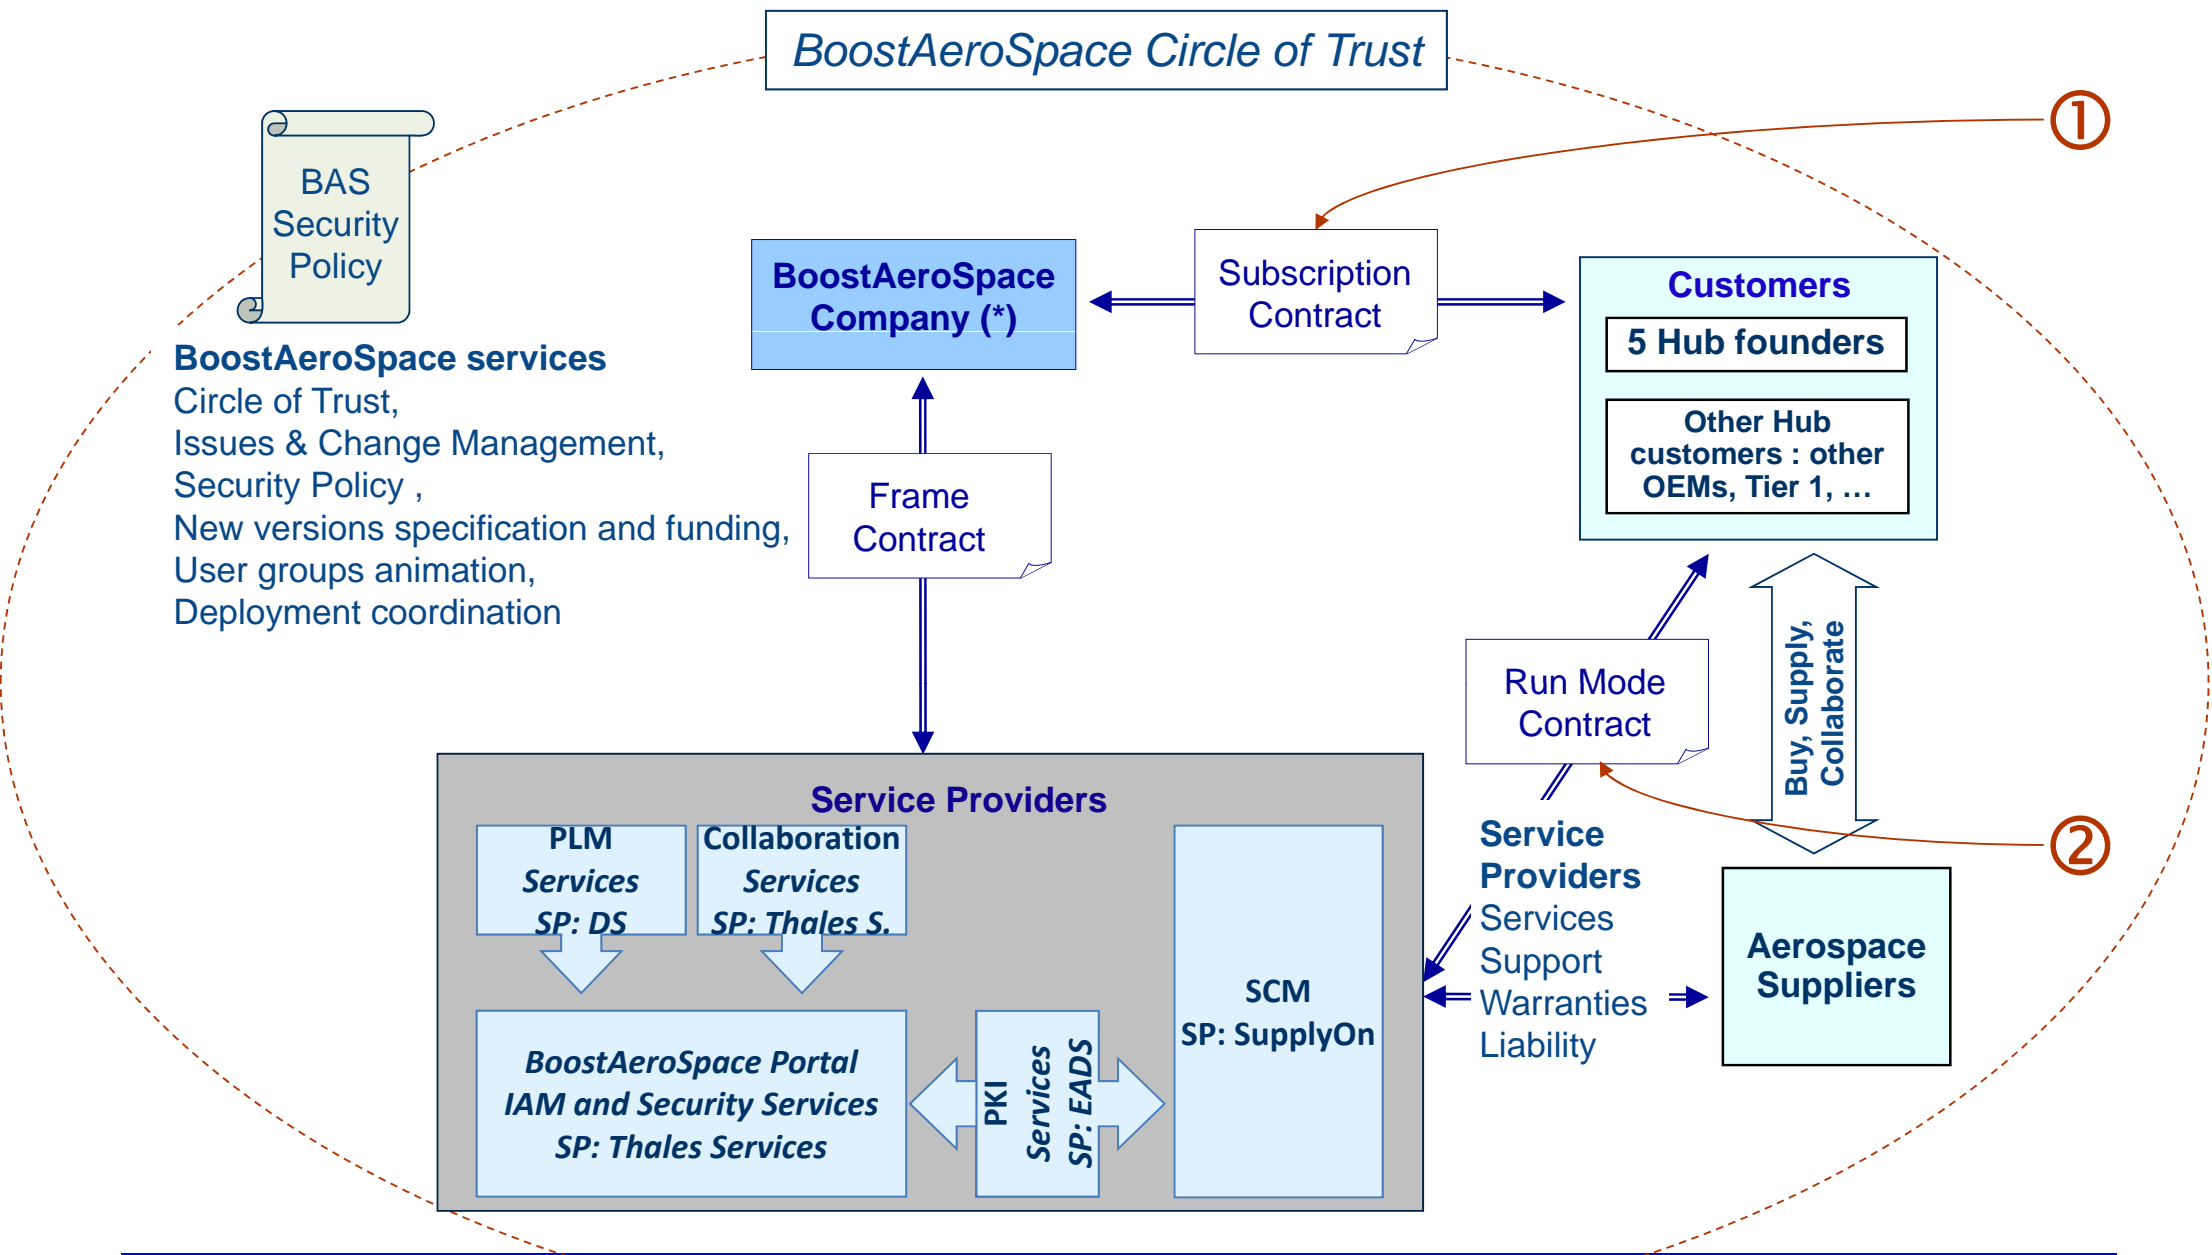 BoostAeroSpace Circle of Trust
①
BAS
Security
Policy
BoostAeroSpace
Company (*)
Subscription
Contract
Customers
5 Hub founders
Other Hub
customers : other
OEMs, Tier 1, …
BoostAeroSpace services
Circle of Trust,
Issues & Change Management,
Security Policy ,
New versions specification and funding,
User groups animation,
Deployment coordination
Frame
Contract
Run Mode
Contract
Buy, Supply,
Collaborate
②
Service Providers
PLM
Services
SP: DS
Collaboration
Services
SP: Thales S.
BoostAeroSpace Portal
IAM and Security Services
SP: Thales Services
PKI
Services
SP: EADS
SCM
SP: SupplyOn
Service
Providers
Services
Support
Warranties
Liability
Aerospace
Suppliers